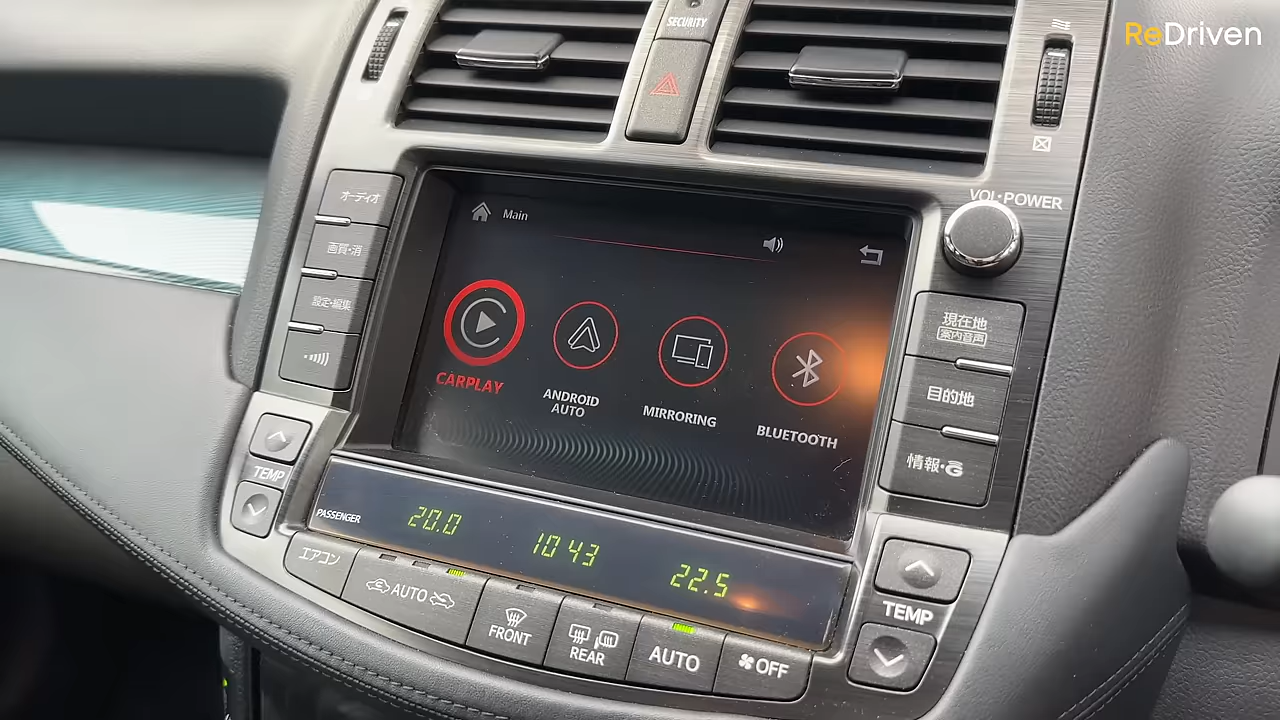 ReDriven
SECURITY
VOL•POWER
オーディオ
画質・消
設定・編集
Main
CARPLAY
ANDROID
AUTO
MIRRORING
BLUETOOTH
現在地
案内音声
目的地
情報・G
TEMP
PASSENGER
20.0
10 43
22.5
TEMP
エアコン
AUTO
FRONT
REAR
AUTO
OFF